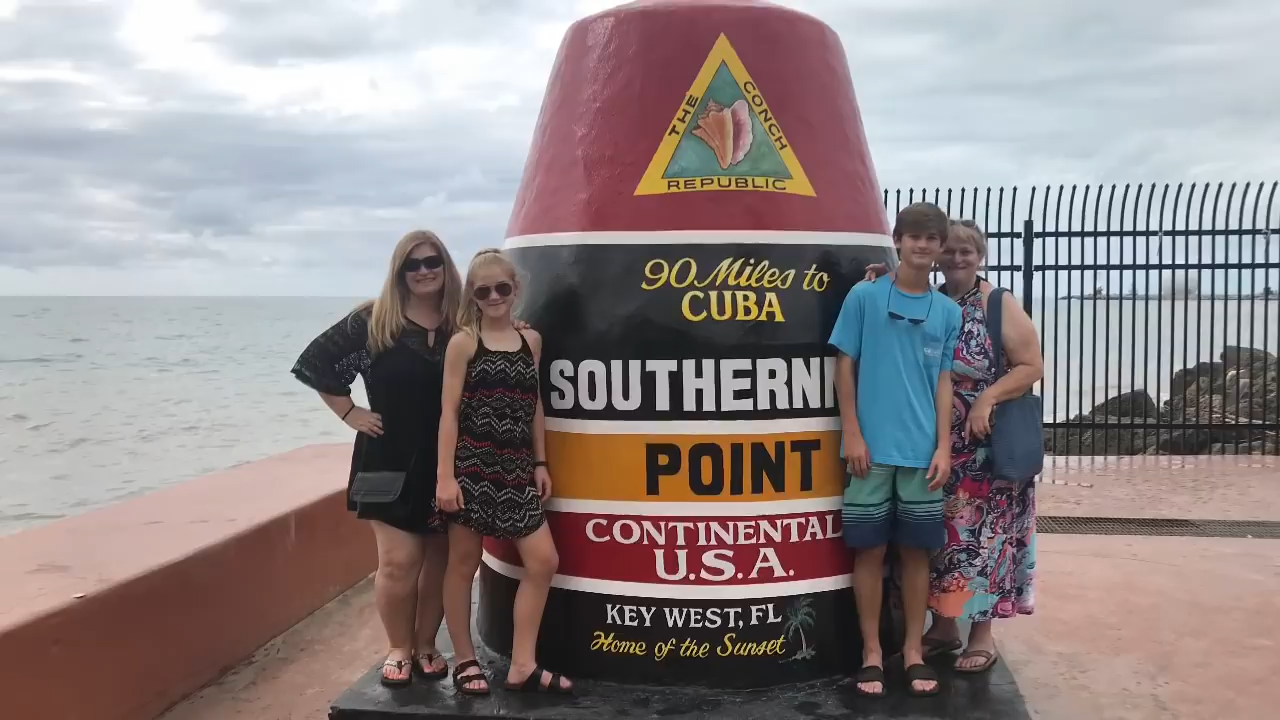 THE CONCH
REPUBLIC
90 Miles to
CUBA
SOUTHERN
POINT
CONTINENTAL
U.S.A.
KEY WEST, FL
Home of the Sunset